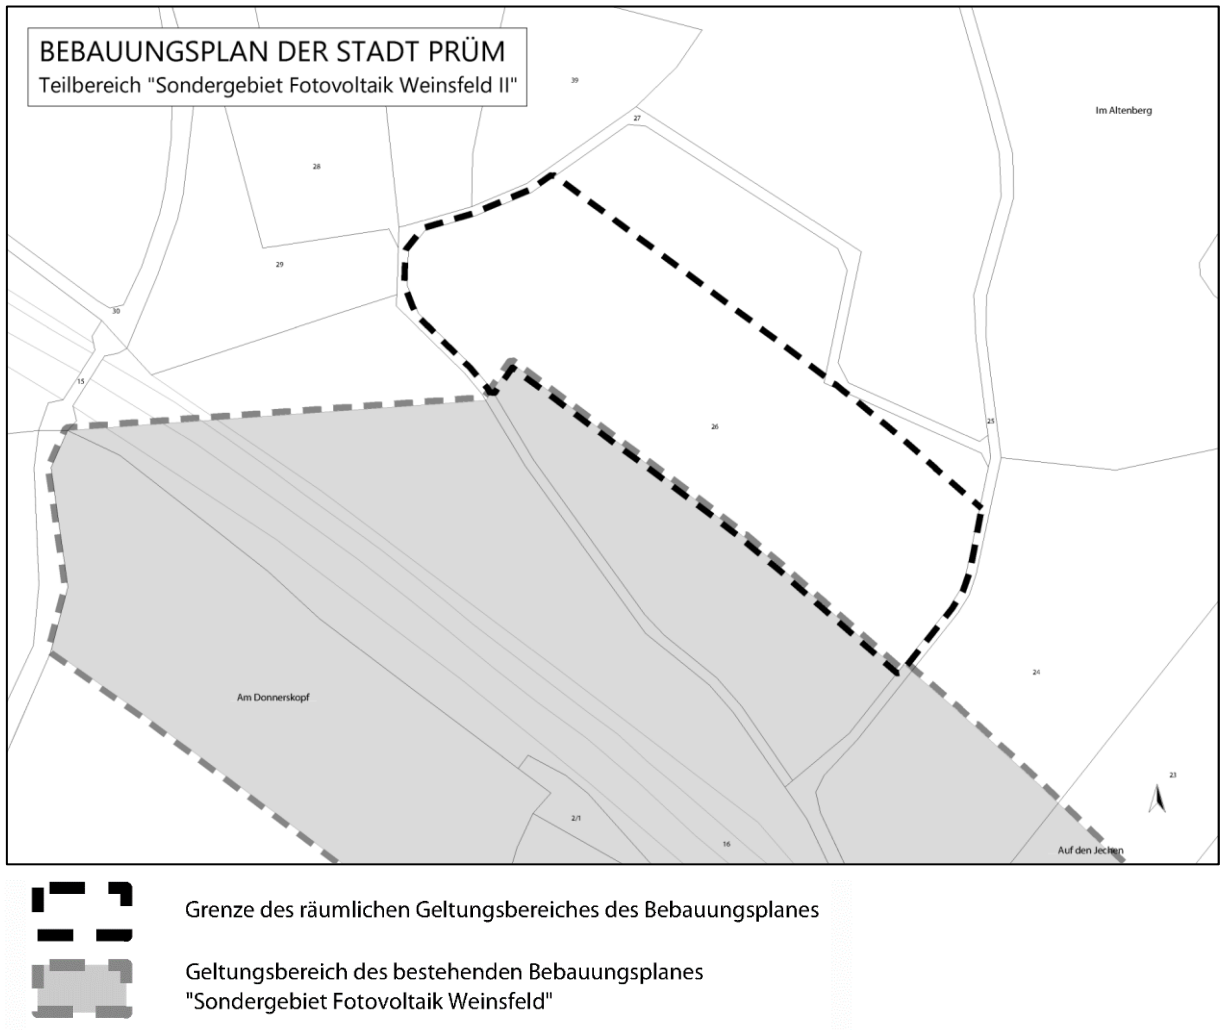 BEBAUUNGSPLAN DER STADT PRÜM
Teilbereich "Sondergebiet Fotovoltaik Weinsfeld II"
39
Im Altenberg
27
28
29
30
15
25
26
24
Am Donnerskopf
23
2/1
16
Auf den Jechen
Grenze des räumlichen Geltungsbereiches des Bebauungsplanes
Geltungsbereich des bestehenden Bebauungsplanes
"Sondergebiet Fotovoltaik Weinsfeld"